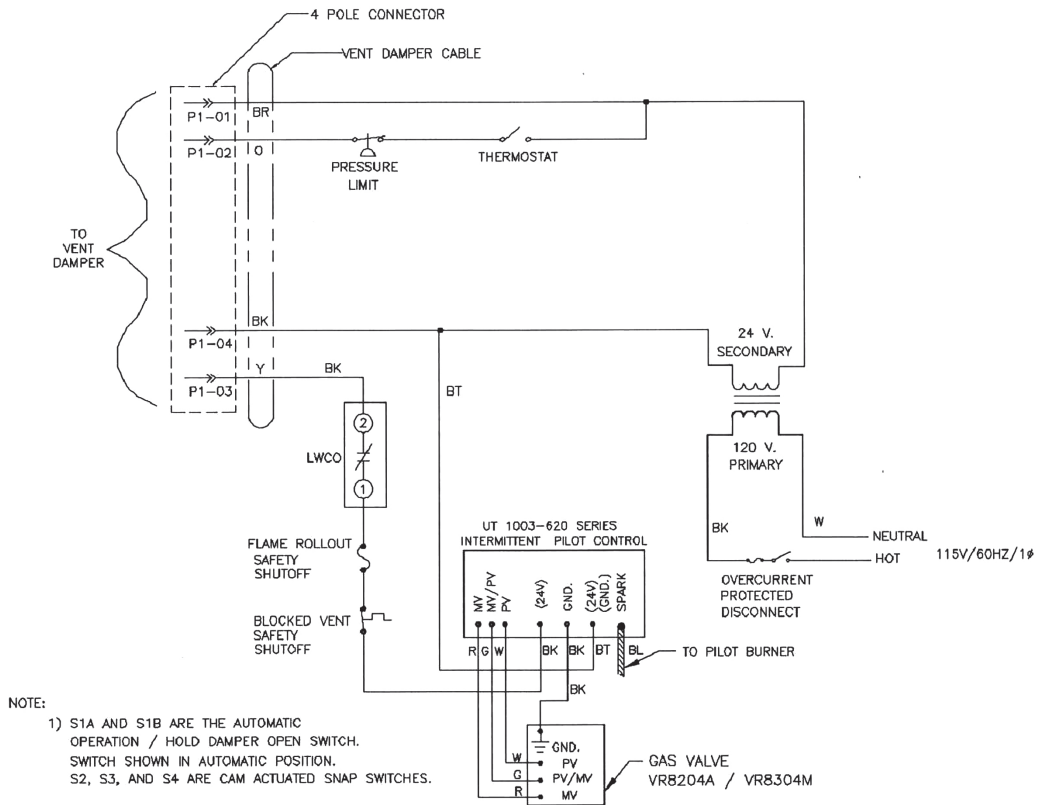 4 POLE CONNECTOR
VENT DAMPER CABLE
P1-01
BR
P1-02
O
PRESSURE
LIMIT
THERMOSTAT
TO
VENT
DAMPER
BK
P1-04
Y
BK
P1-03
BT
24 V.
SECONDARY
120 V.
PRIMARY
2
LWCO
1
BK
W
NEUTRAL
HOT
115V/60HZ/1ø
OVERCURRENT
PROTECTED
DISCONNECT
UT 1003-620 SERIES
INTERMITTENT PILOT CONTROL
FLAME ROLLOUT
SAFETY
SHUTOFF
MV
MV/PV
PV
(24V)
GND.
(24V)
(GND.)
SPARK
BLOCKED VENT
SAFETY
SHUTOFF
R G W BK BK BT BL
TO PILOT BURNER
BK
NOTE:
1) S1A AND S1B ARE THE AUTOMATIC
OPERATION / HOLD DAMPER OPEN SWITCH.
SWITCH SHOWN IN AUTOMATIC POSITION.
S2, S3, AND S4 ARE CAM ACTUATED SNAP SWITCHES.
GND.
W PV
G PV/MV
R MV
GAS VALVE
VR8204A / VR8304M